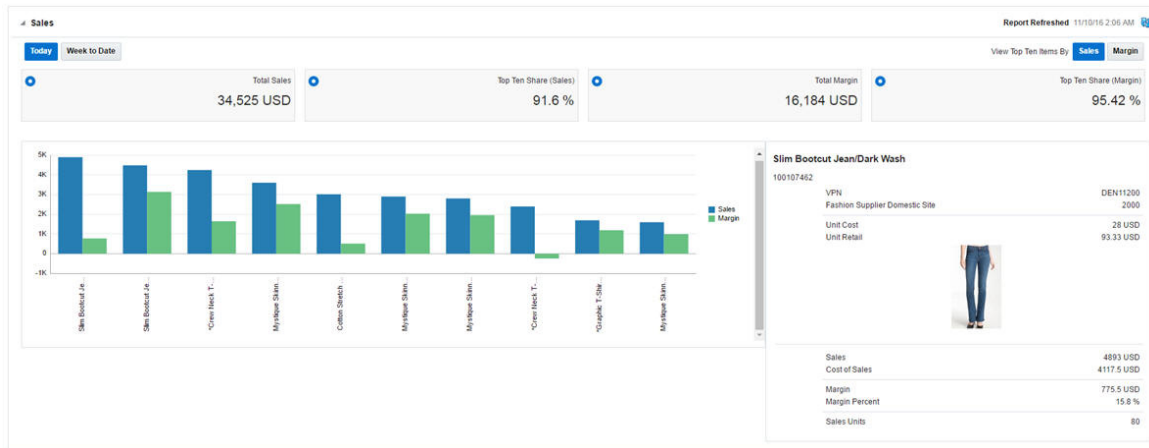 Sales
Report Refreshed 11/10/16 2:06 AM
Today Week to Date
View Top Ten Items By Sales Margin
Total Sales
34,525 USD
Top Ten Share (Sales)
91.6 %
Total Margin
16,184 USD
Top Ten Share (Margin)
95.42 %
5K
4K
3K
2K
1K
0
-1K
Slim Bootcut Je...
Slim Bootcut Je...
*Crew Neck T-...
Mystique Skinn...
Cotton Stretch ...
Mystique Skinn...
Mystique Skinn...
*Crew Neck T-...
*Graphic T-Shir...
Mystique Skinn...
Sales
Margin
Slim Bootcut Jean/Dark Wash
100107462
VPN DEN11200
Fashion Supplier Domestic Site 2000
Unit Cost 28 USD
Unit Retail 93.33 USD
Sales 4893 USD
Cost of Sales 4117.5 USD
Margin 775.5 USD
Margin Percent 15.8 %
Sales Units 80